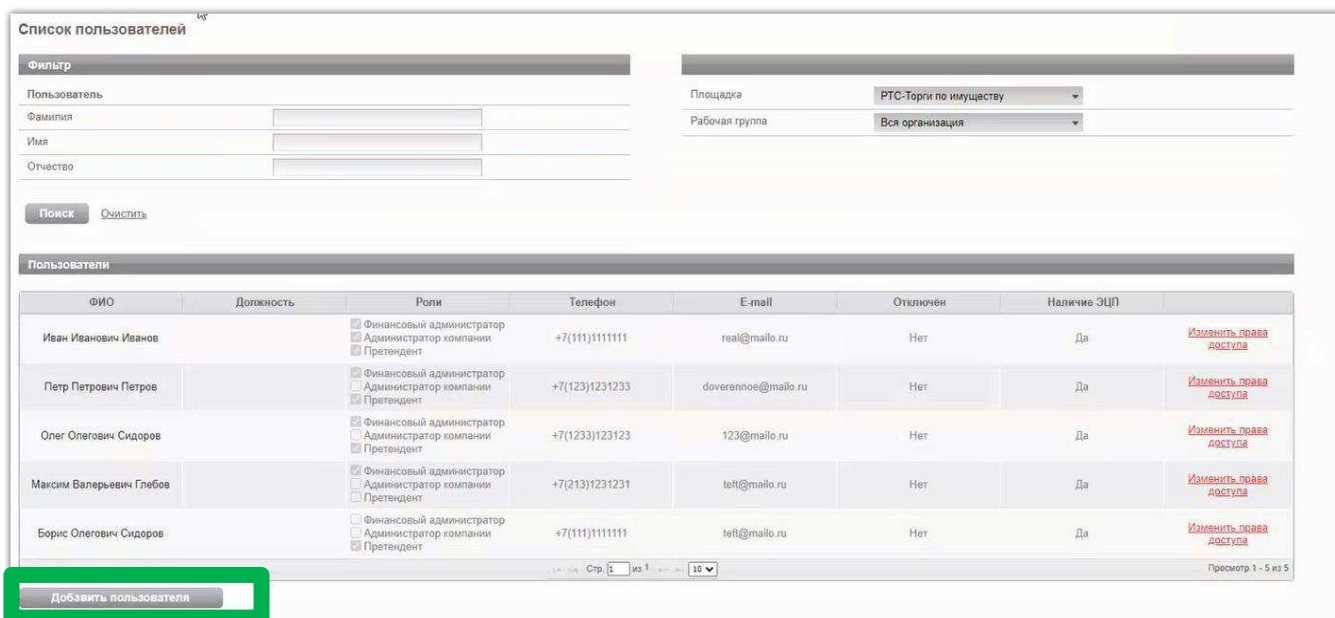 Список пользователей
Фильтр
Пользователь
Фамилия
Имя
Отчество
Площадка РТС-Торги по имуществу
Рабочая группа Вся организация
Поиск Очистить
Пользователи
ФИО Должность Роли Телефон E-mail Отключён Наличие ЭЦП
Финансовый администратор
Иван Иванович Иванов Администратор компании +7(111)1111111 real@mailo.ru Нет Да Изменить права доступа
Претендент
Финансовый администратор
Петр Петрович Петров Администратор компании +7(123)1231233 doverennoe@mailo.ru Нет Да Изменить права доступа
Претендент
Финансовый администратор
Олег Олегович Сидоров Администратор компании +7(1233)123123 123@mailo.ru Нет Да Изменить права доступа
Претендент
Финансовый администратор
Максим Валерьевич Глебов Администратор компании +7(213)1231231 teft@mailo.ru Нет Да Изменить права доступа
Претендент
Финансовый администратор
Борис Олегович Сидоров Администратор компании +7(111)1111111 teft@mailo.ru Нет Да Изменить права доступа
Претендент
Стр. 1 из 1 10 Просмотр 1 - 5 из 5
Добавить пользователя